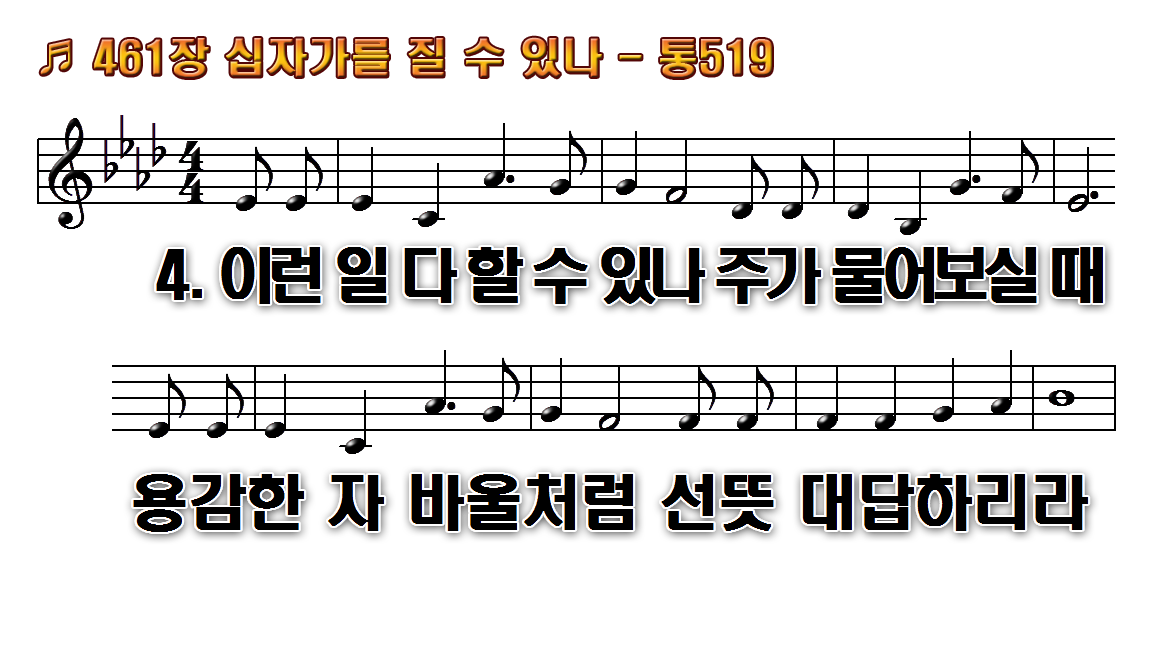 ♬ 461장 십자가를 질 수 있나 - 통519
4. 이런 일 다 할 수 있나 주가 물어보실 때
용감한 자 바울처럼 선뜻 대답하리라